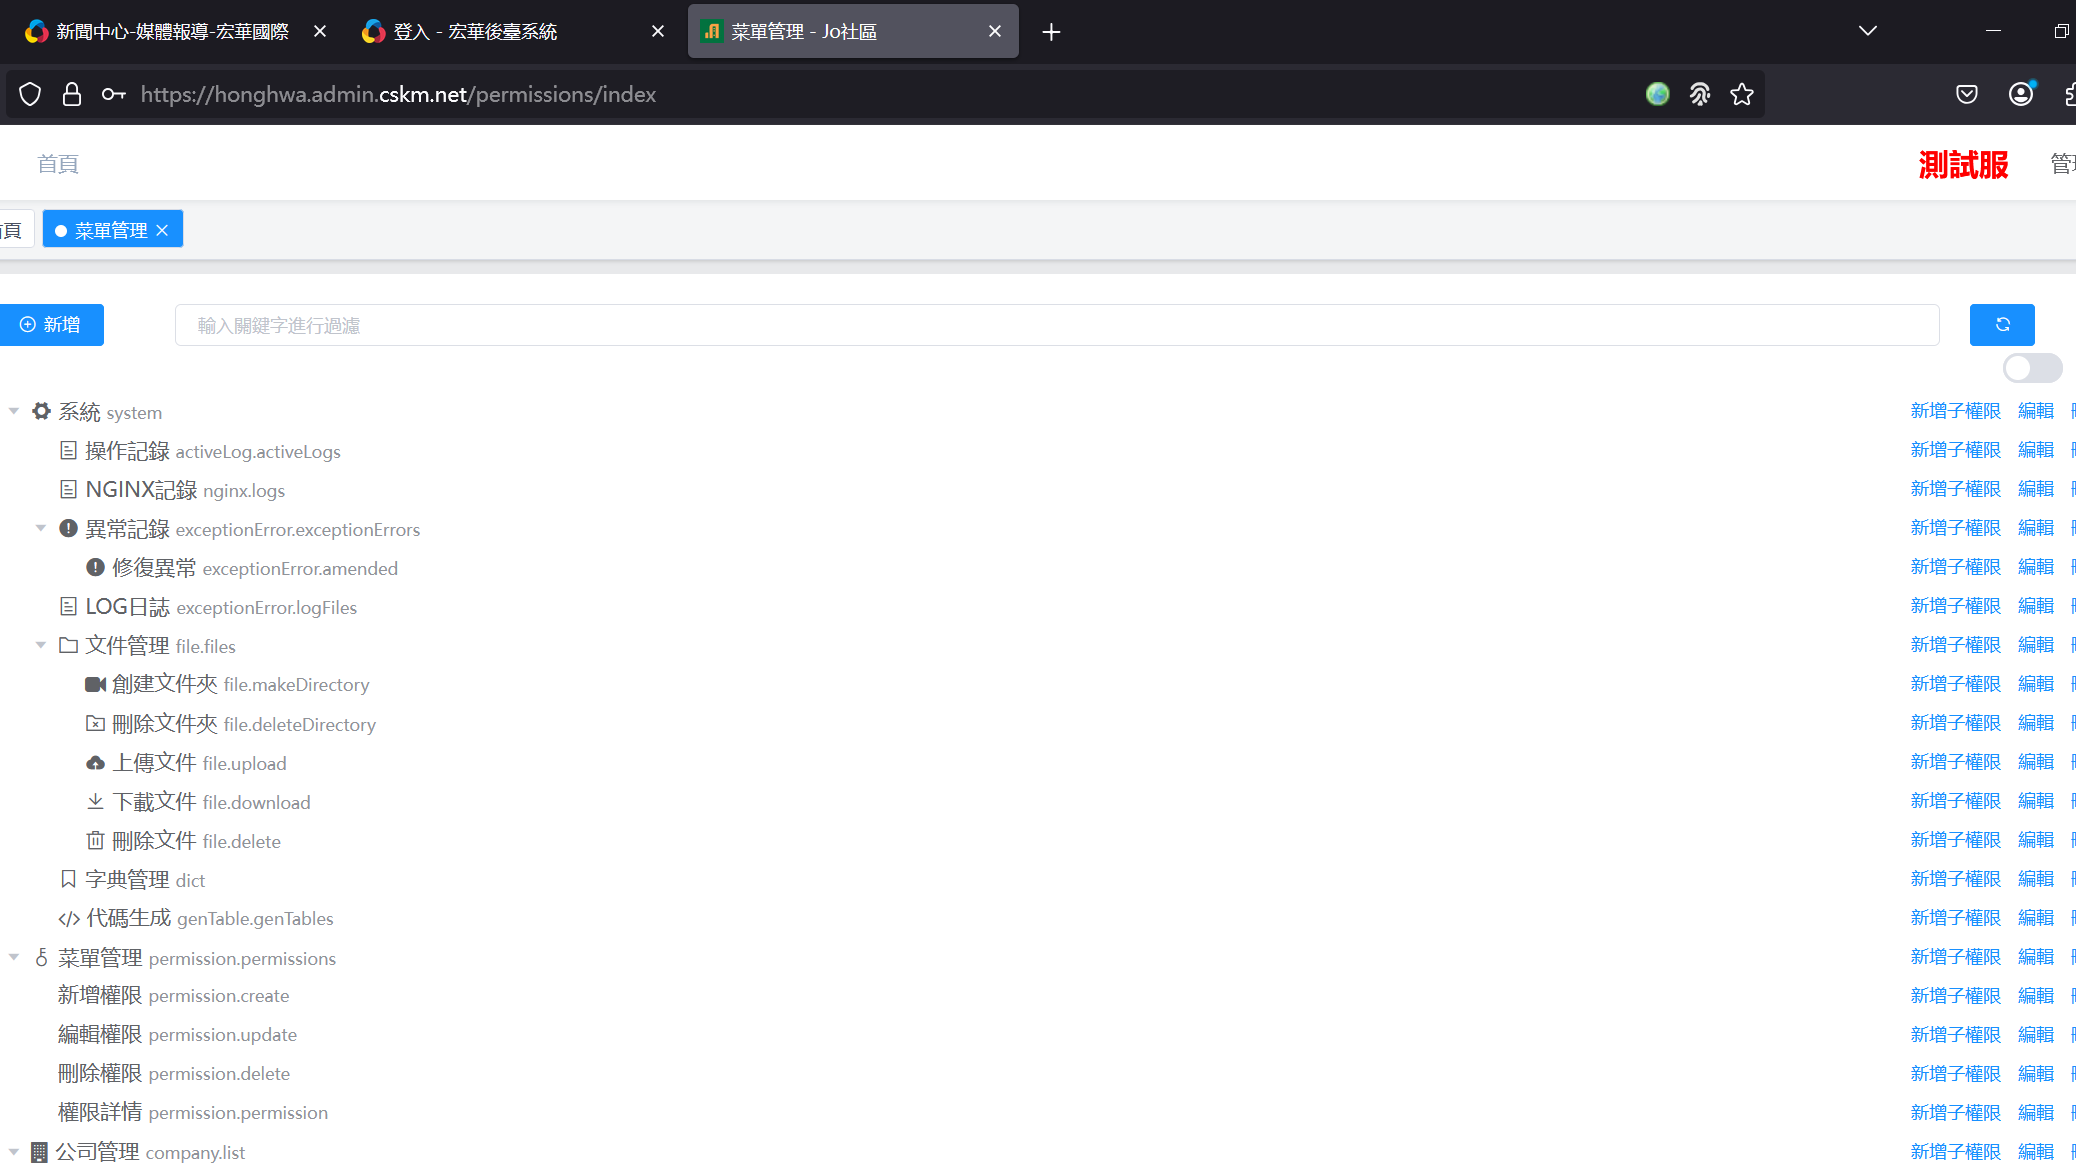 新聞中心-媒體報導-宏華國際
登入 - 宏華後臺系統
菜單管理 - Jo社區
https://honghwa.admin.cskm.net/permissions/index
首頁
測試服
菜單管理
新增
輸入關鍵字進行過濾
系統 system 新增子權限 編輯
操作記錄 activeLog.activeLogs 新增子權限 編輯
NGINX記錄 nginx.logs 新增子權限 編輯
異常記錄 exceptionError.exceptionErrors 新增子權限 編輯
修復異常 exceptionError.amended 新增子權限 編輯
LOG日誌 exceptionError.logFiles 新增子權限 編輯
文件管理 file.files 新增子權限 編輯
創建文件夾 file.makeDirectory 新增子權限 編輯
刪除文件夾 file.deleteDirectory 新增子權限 編輯
上傳文件 file.upload 新增子權限 編輯
下載文件 file.download 新增子權限 編輯
刪除文件 file.delete 新增子權限 編輯
字典管理 dict 新增子權限 編輯
代碼生成 genTable.genTables 新增子權限 編輯
菜單管理 permission.permissions 新增子權限 編輯
新增權限 permission.create 新增子權限 編輯
編輯權限 permission.update 新增子權限 編輯
刪除權限 permission.delete 新增子權限 編輯
權限詳情 permission.permission 新增子權限 編輯
公司管理 company.list 新增子權限 編輯